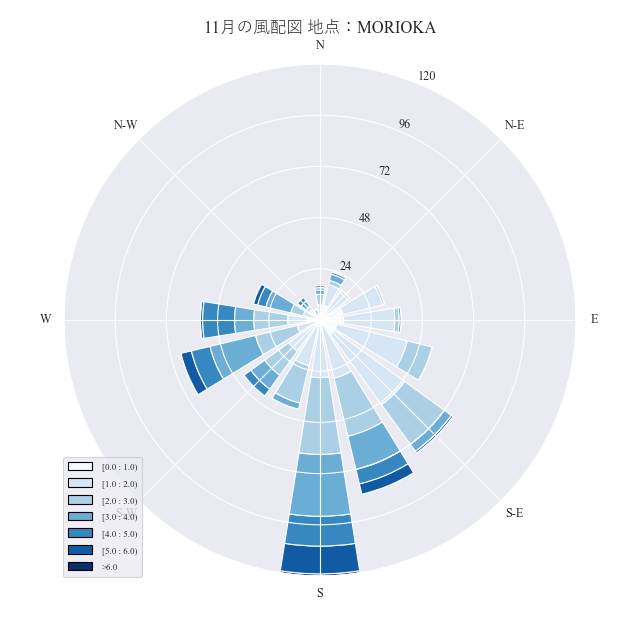 11月の風配図 地点：MORIOKA
N
120
N-W
N-E
96
72
48
24
W
E
[0.0 : 1.0)
[1.0 : 2.0)
[2.0 : 3.0)
S-W
[3.0 : 4.0)
S-E
[4.0 : 5.0)
[5.0 : 6.0)
>6.0
S